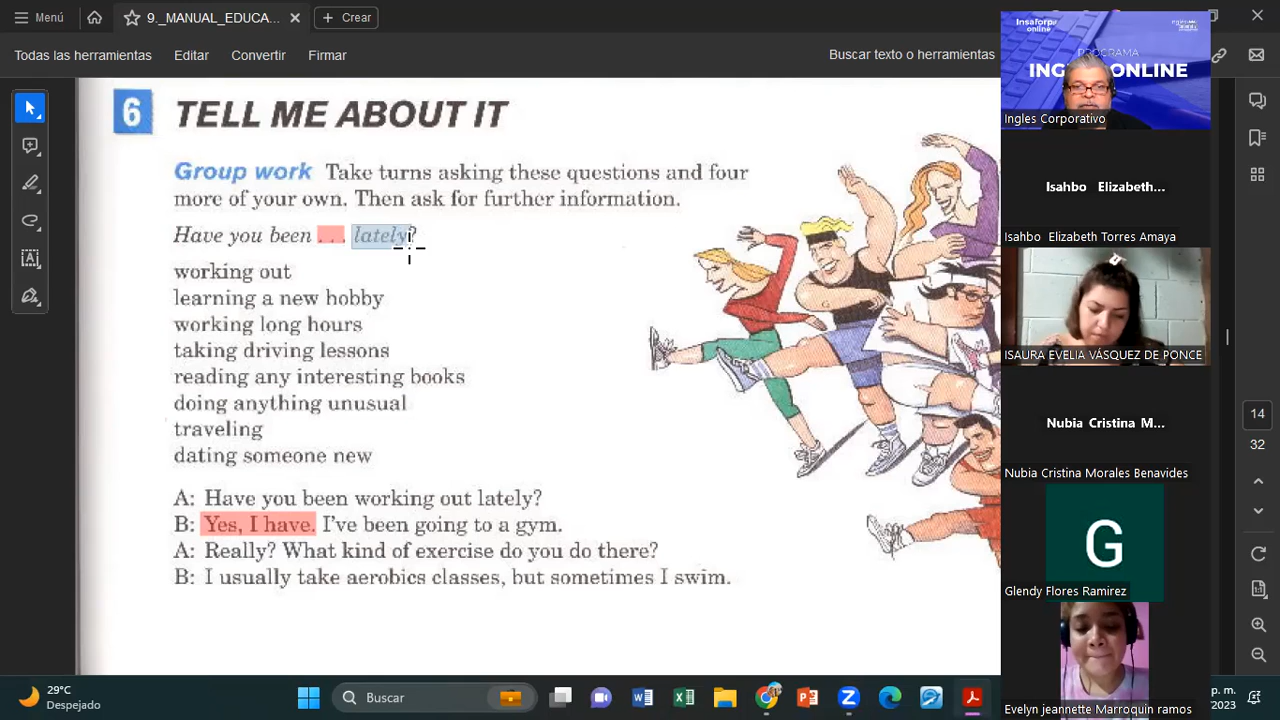 Menú
9._MANUAL_EDUCA...
Crear
Todas las herramientas
Editar
Convertir
Firmar
Buscar texto o herramientas
6 TELL ME ABOUT IT
Group work Take turns asking these questions and four
more of your own. Then ask for further information.
Have you been . . . lately?
working out
learning a new hobby
working long hours
taking driving lessons
reading any interesting books
doing anything unusual
traveling
dating someone new
A: Have you been working out lately?
B: Yes, I have. I've been going to a gym.
A: Really? What kind of exercise do you do there?
B: I usually take aerobics classes, but sometimes I swim.
Insaforp
online
PROGRAMA
Ingles Corporativo
Isahbo Elizabeth...
Isahbo Elizabeth Torres Amaya
ISAURA EVELIA VÁSQUEZ DE PONCE
Nubia Cristina M...
Nubia Cristina Morales Benavides
G
Glendy Flores Ramirez
Evelyn jeannette Marroquin ramos
14
32
29°C
Despejado
Buscar
p. m.
2023